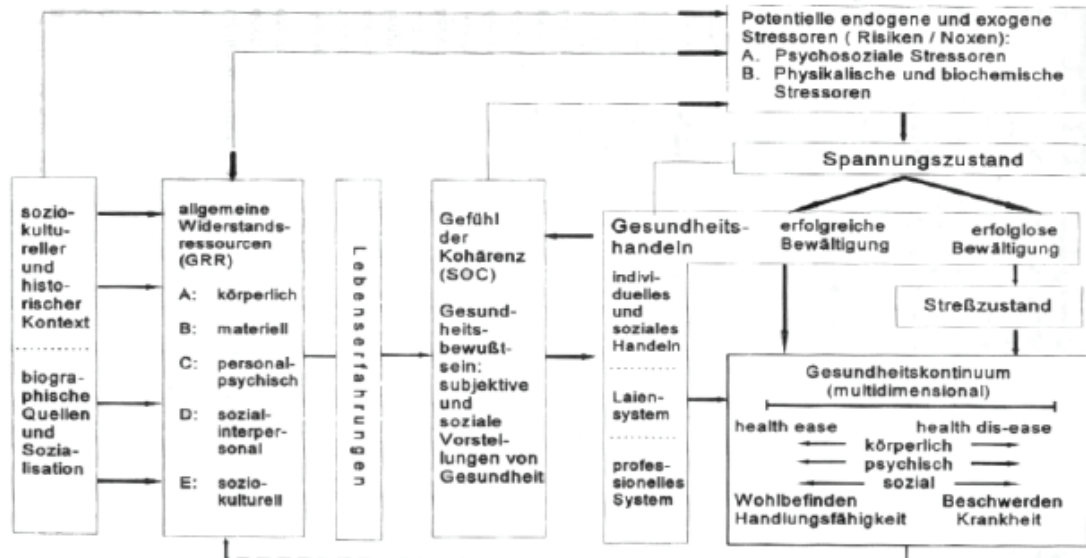 Potentielle endogene und exogene
Stressoren ( Risiken / Noxen):
A. Psychosoziale Stressoren
B. Physikalische und biochemische
Stressoren
Spannungszustand
sozio-
kultu-
reller
und
histo-
rischer
Kontext
biogra-
phische
Quellen
und
Sozia-
lisation
allgemeine
Widerstands-
ressourcen
(GRR)
A: körperlich
B: materiell
C: personal-
psychisch
D: sozial-
interper-
sonal
E: sozio-
kulturell
Lebenserfahrungen
Gefühl
der
Kohärenz
(SOC)
Gesund-
heits-
bewußt-
sein:
subjektive
und
soziale
Vorstel-
lungen von
Gesundheit
Gesundheits-
handeln
indivi-
duelles
und
soziales
Handeln
Laien-
system
profes-
sionelles
System
erfolgreiche
Bewältigung
erfolglose
Bewältigung
Streßzustand
Gesundheitskontinuum
(multidimensional)
health ease health dis-ease
körperlich
psychisch
sozial
Wohlbefinden Beschwerden
Handlungsfähigkeit Krankheit